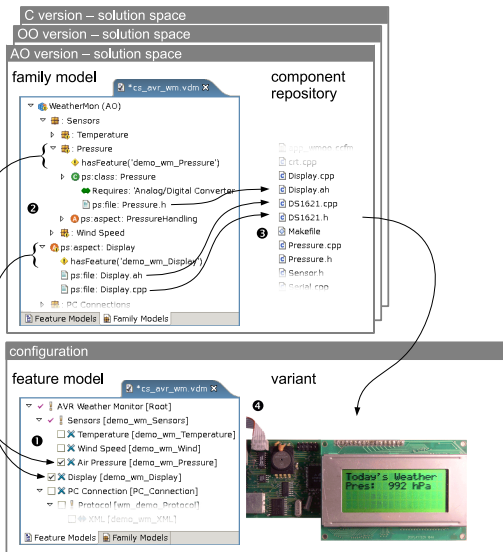 C version – solution space
OO version – solution space
AO version – solution space
family model
*cs_avr_wm.vdm
component
repository
WeatherMon (AO)
: Sensors
: Temperature
: Pressure
hasFeature('demo_wm_Pressure')
ps:class: Pressure
Requires: 'Analog/Digital Converter
ps:file: Pressure.h
ps:aspect: PressureHandling
: Wind Speed
ps:aspect: Display
hasFeature('demo_wm_Display')
ps:file: Display.ah
ps:file: Display.cpp
: PC Connections
Feature Models
Family Models
❷
crt.cpp
Display.cpp
Display.ah
DS1621.cpp
DS1621.h
Makefile
Pressure.cpp
Pressure.h
Sensor.h
Serial.cpp
❸
configuration
feature model
*cs_avr_wm.vdm
variant
❶
AVR Weather Monitor [Root]
Sensors [demo_wm_Sensors]
Temperature [demo_wm_Temperature]
Wind Speed [demo_wm_Wind]
Air Pressure [demo_wm_Pressure]
Display [demo_wm_Display]
PC Connection [PC_Connection]
Protocol [wm_demo_Protocol]
XML [demo_wm_XML]
Feature Models
Family Models
❹
Today's Weather
Pres: 992 hPa